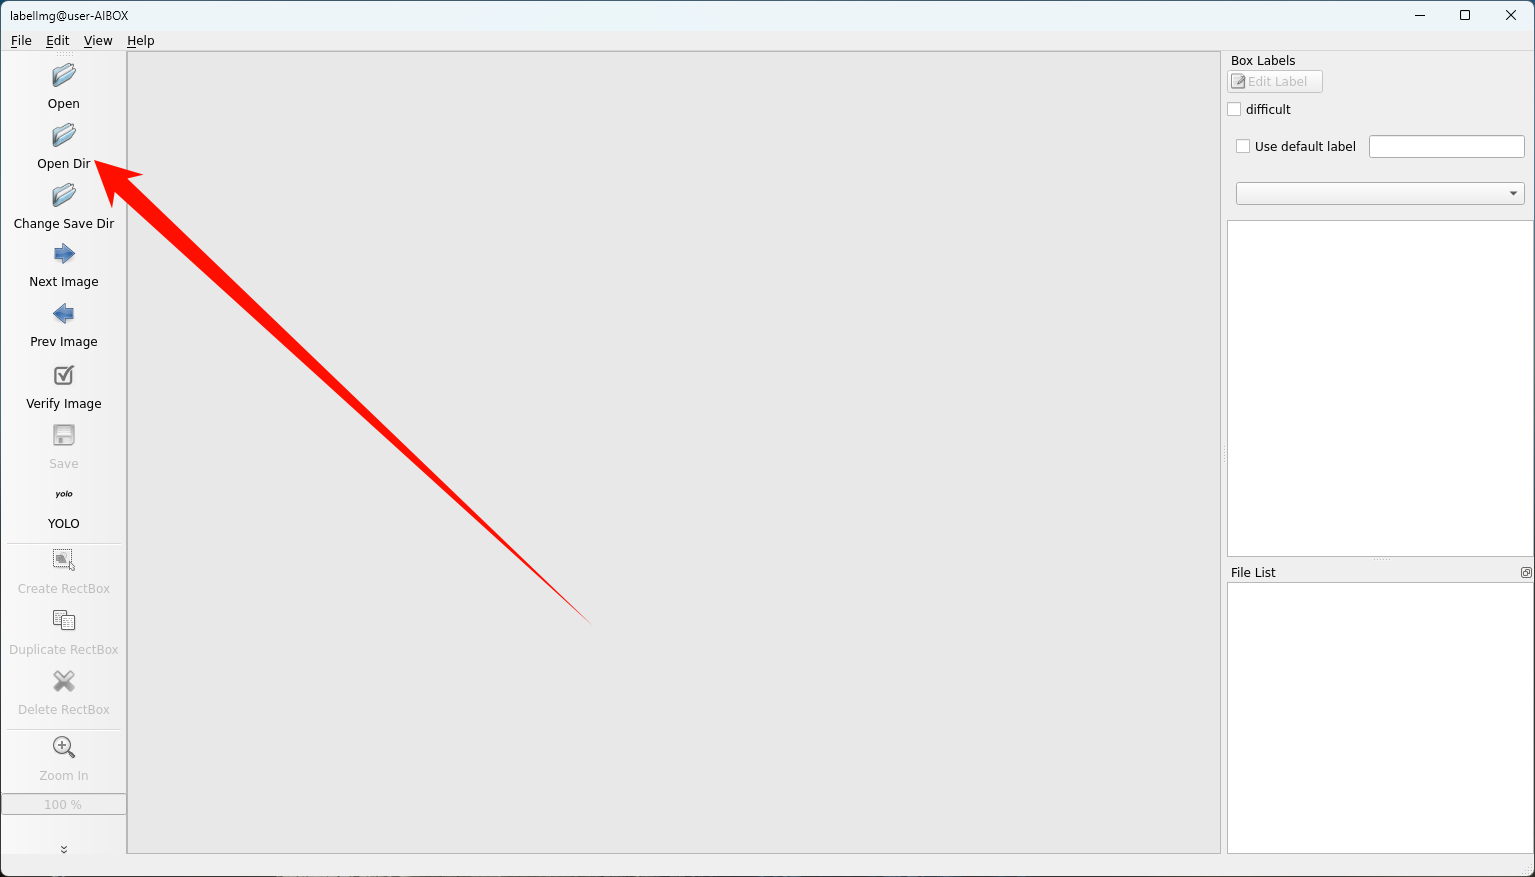 labelImg@user-AIBOX
File Edit View Help
Open
Open Dir
Change Save Dir
Next Image
Prev Image
Verify Image
Save
yolo
YOLO
Create RectBox
Duplicate RectBox
Delete RectBox
Zoom In
100 %
Box Labels
Edit Label
difficult
Use default label
File List